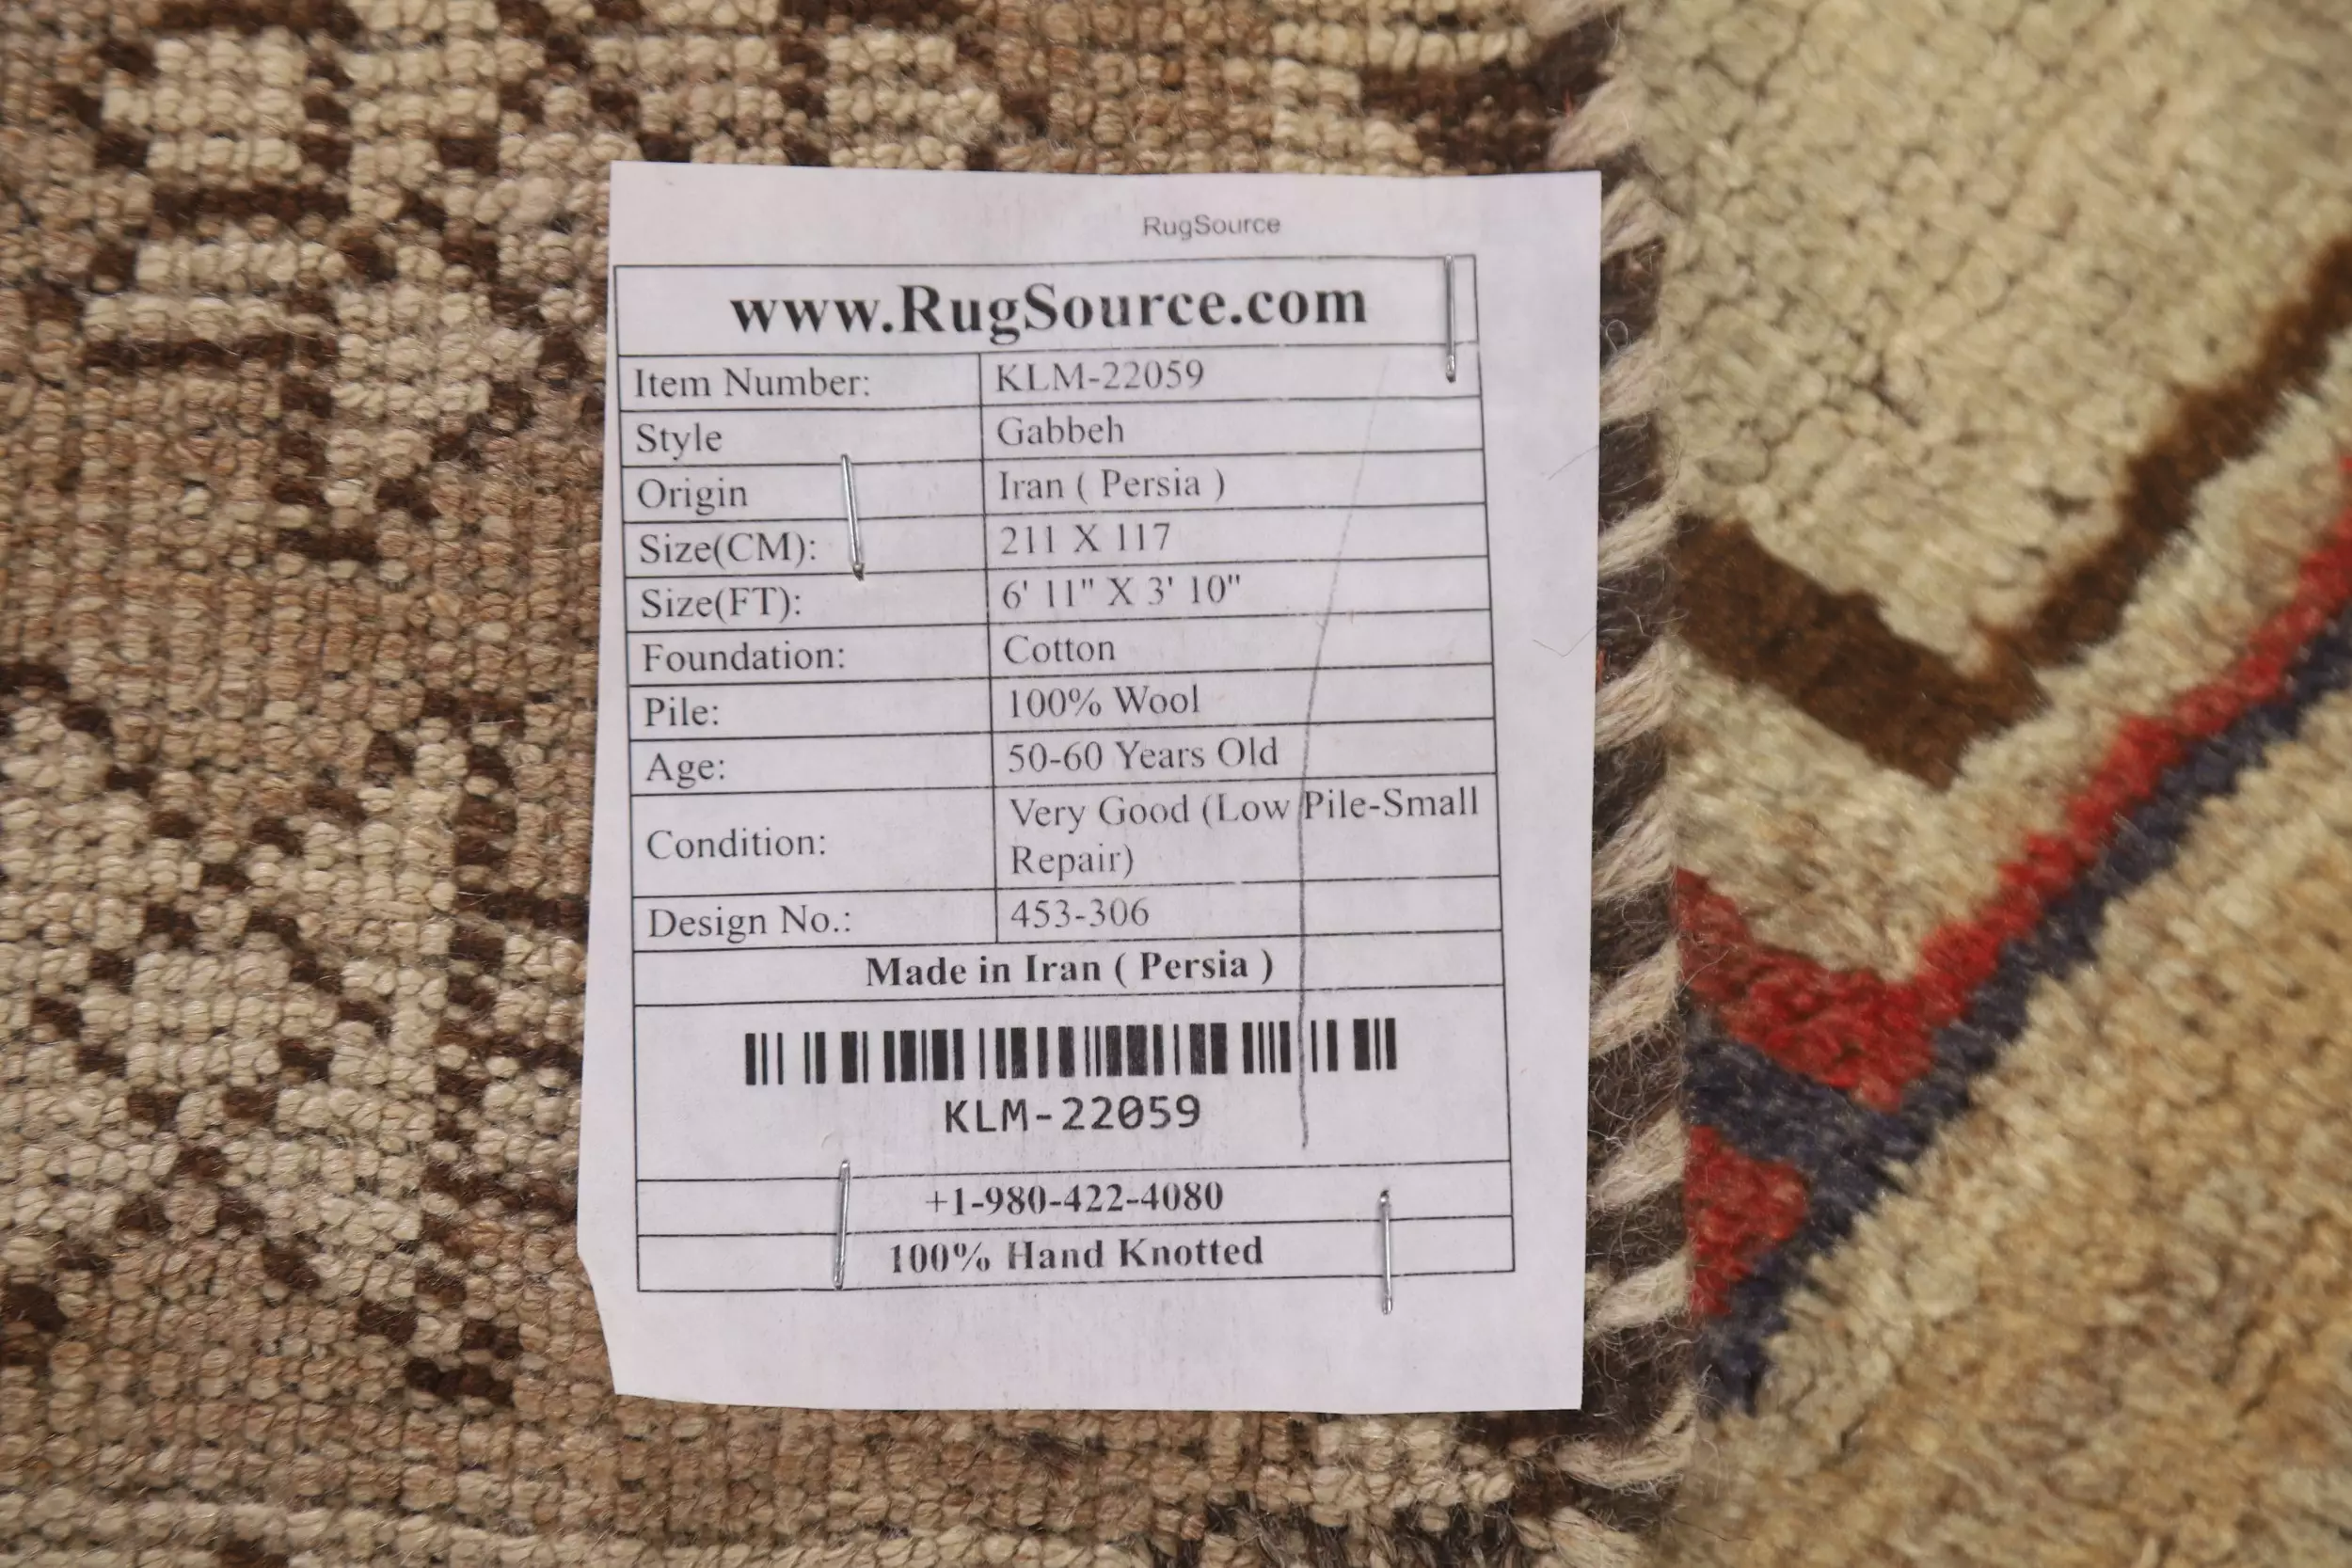 RugSource
www.RugSource.com
Item Number: KLM-22059
Style Gabbeh
Origin Iran ( Persia )
Size(CM): 211 X 117
Size(FT): 6' 11" X 3' 10"
Foundation: Cotton
Pile: 100% Wool
Age: 50-60 Years Old
Condition: Very Good (Low Pile-Small
Repair)
Design No.: 453-306
Made in Iran ( Persia )
KLM-22059
+1-980-422-4080
100% Hand Knotted